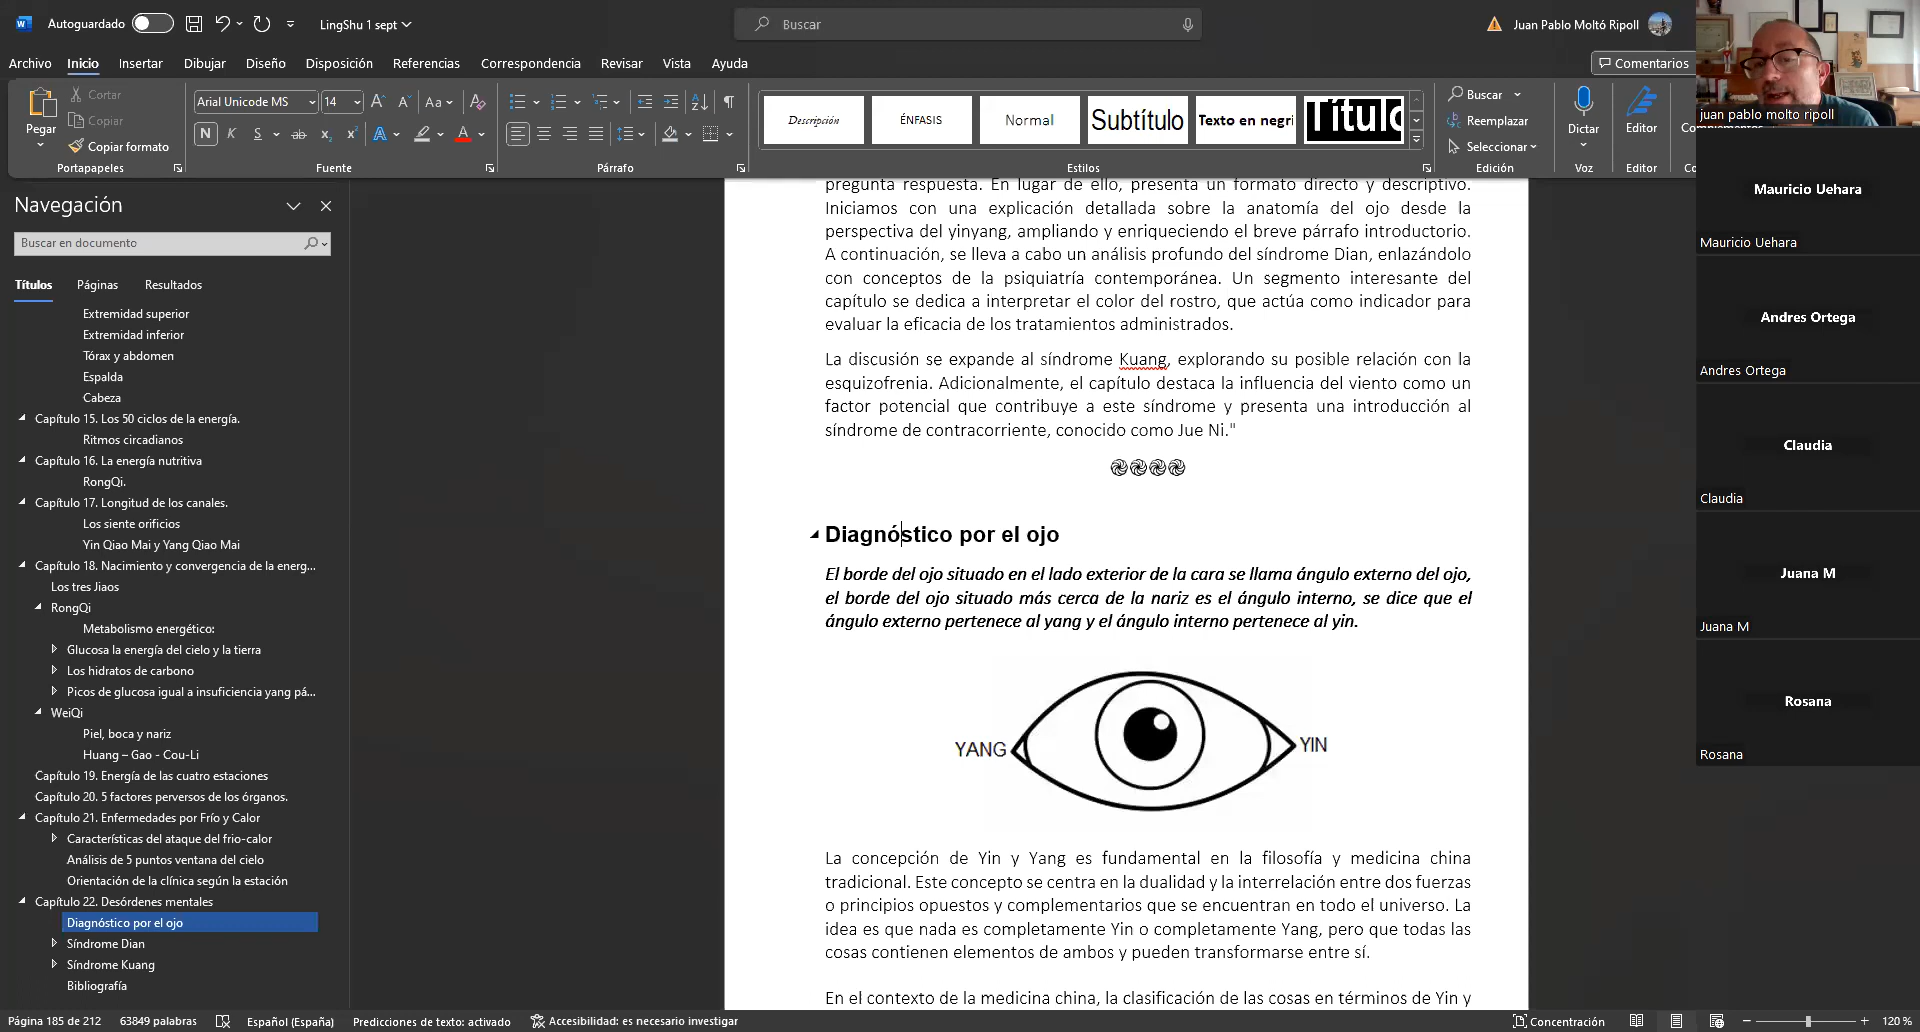 Autoguardado
LingShu 1 sept
Buscar
Juan Pablo Moltó Ripoll
Archivo Inicio Insertar Dibujar Diseño Disposición Referencias Correspondencia Revisar Vista Ayuda
Comentarios
Pegar
Cortar
Copiar
Copiar formato
Portapapeles
Arial Unicode MS 14
Fuente
Párrafo
Descripción
ÉNFASIS
Normal
Subtítulo
Texto en negri
Títulc
Estilos
Buscar
Reemplazar
Seleccionar
Edición
Dictar
Voz
Editor
Editor
Navegación
Buscar en documento
Títulos Páginas Resultados
Extremidad superior
Extremidad inferior
Tórax y abdomen
Espalda
Cabeza
Capítulo 15. Los 50 ciclos de la energía.
Ritmos circadianos
Capítulo 16. La energía nutritiva
RongQi.
Capítulo 17. Longitud de los canales.
Los siente orificios
Yin Qiao Mai y Yang Qiao Mai
Capítulo 18. Nacimiento y convergencia de la energ...
Los tres Jiaos
RongQi
Metabolismo energético:
Glucosa la energía del cielo y la tierra
Los hidratos de carbono
Picos de glucosa igual a insuficiencia yang pá...
WeiQi
Piel, boca y nariz
Huang – Gao - Cou-Li
Capítulo 19. Energía de las cuatro estaciones
Capítulo 20. 5 factores perversos de los órganos.
Capítulo 21. Enfermedades por Frío y Calor
Características del ataque del frio-calor
Análisis de 5 puntos ventana del cielo
Orientación de la clínica según la estación
Capítulo 22. Desórdenes mentales
Diagnóstico por el ojo
Síndrome Dian
Síndrome Kuang
Bibliografía
pregunta respuesta. En lugar de ello, presenta un formato directo y descriptivo.
Iniciamos con una explicación detallada sobre la anatomía del ojo desde la
perspectiva del yinyang, ampliando y enriqueciendo el breve párrafo introductorio.
A continuación, se lleva a cabo un análisis profundo del síndrome Dian, enlazándolo
con conceptos de la psiquiatría contemporánea. Un segmento interesante del
capítulo se dedica a interpretar el color del rostro, que actúa como indicador para
evaluar la eficacia de los tratamientos administrados.
La discusión se expande al síndrome Kuang, explorando su posible relación con la
esquizofrenia. Adicionalmente, el capítulo destaca la influencia del viento como un
factor potencial que contribuye a este síndrome y presenta una introducción al
síndrome de contracorriente, conocido como Jue Ni."
Diagnóstico por el ojo
El borde del ojo situado en el lado exterior de la cara se llama ángulo externo del ojo,
el borde del ojo situado más cerca de la nariz es el ángulo interno, se dice que el
ángulo externo pertenece al yang y el ángulo interno pertenece al yin.
YANG YIN
La concepción de Yin y Yang es fundamental en la filosofía y medicina china
tradicional. Este concepto se centra en la dualidad y la interrelación entre dos fuerzas
o principios opuestos y complementarios que se encuentran en todo el universo. La
idea es que nada es completamente Yin o completamente Yang, pero que todas las
cosas contienen elementos de ambos y pueden transformarse entre sí.
En el contexto de la medicina china, la clasificación de las cosas en términos de Yin y
juan pablo molto ripoll
Mauricio Uehara
Mauricio Uehara
Andres Ortega
Andres Ortega
Claudia
Claudia
Juana M
Juana M
Rosana
Rosana
Página 185 de 212 63849 palabras Español (España) Predicciones de texto: activado Accesibilidad: es necesario investigar
Concentración 120 %